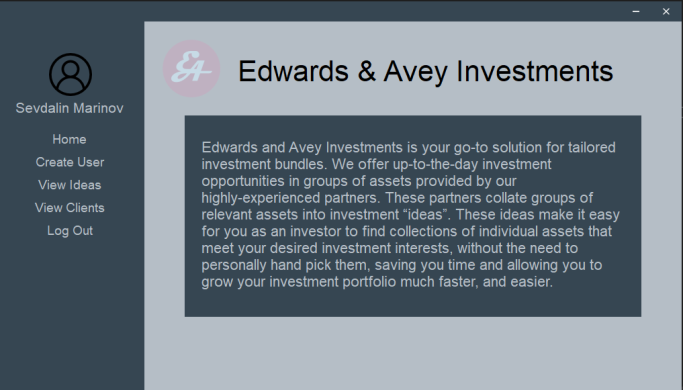 Sevdalin Marinov
Home
Create User
View Ideas
View Clients
Log Out
EA
Edwards & Avey Investments
Edwards and Avey Investments is your go-to solution for tailored
investment bundles. We offer up-to-the-day investment
opportunities in groups of assets provided by our
highly-experienced partners. These partners collate groups of
relevant assets into investment “ideas”. These ideas make it easy
for you as an investor to find collections of individual assets that
meet your desired investment interests, without the need to
personally hand pick them, saving you time and allowing you to
grow your investment portfolio much faster, and easier.